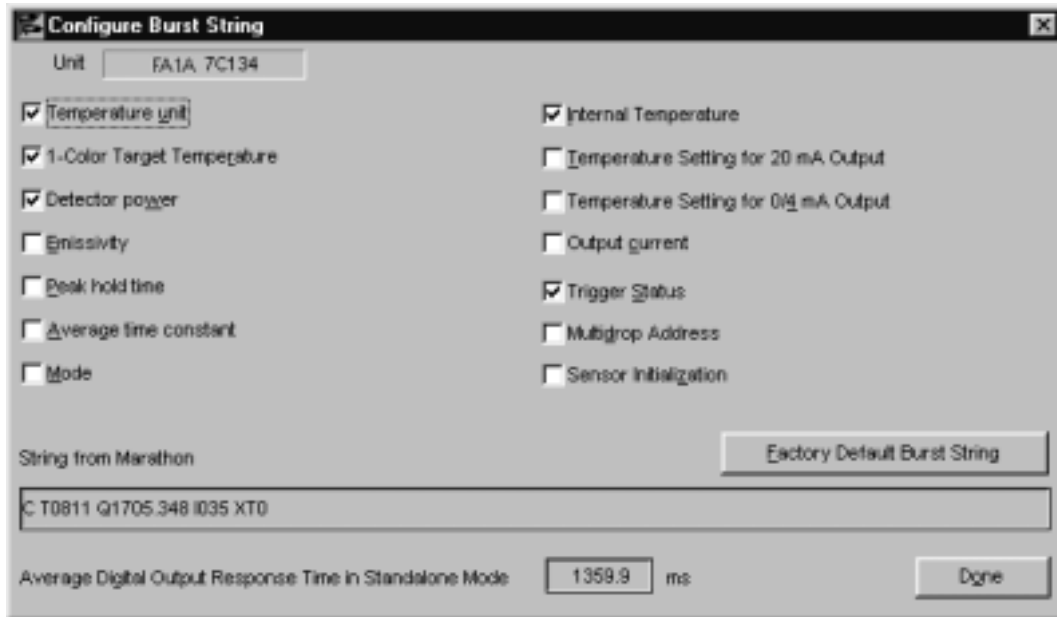 Configure Burst String
Unit FA1A 7C134
Temperature unit
1-Color Target Temperature
Detector power
Emissivity
Peak hold time
Average time constant
Mode
Internal Temperature
Temperature Setting for 20 mA Output
Temperature Setting for 0/4 mA Output
Output current
Trigger Status
Multidrop Address
Sensor Initialization
Factory Default Burst String
String from Marathon
C T0811 Q1705.348 I035 XT0
Average Digital Output Response Time in Standalone Mode 1359.9 ms
Done